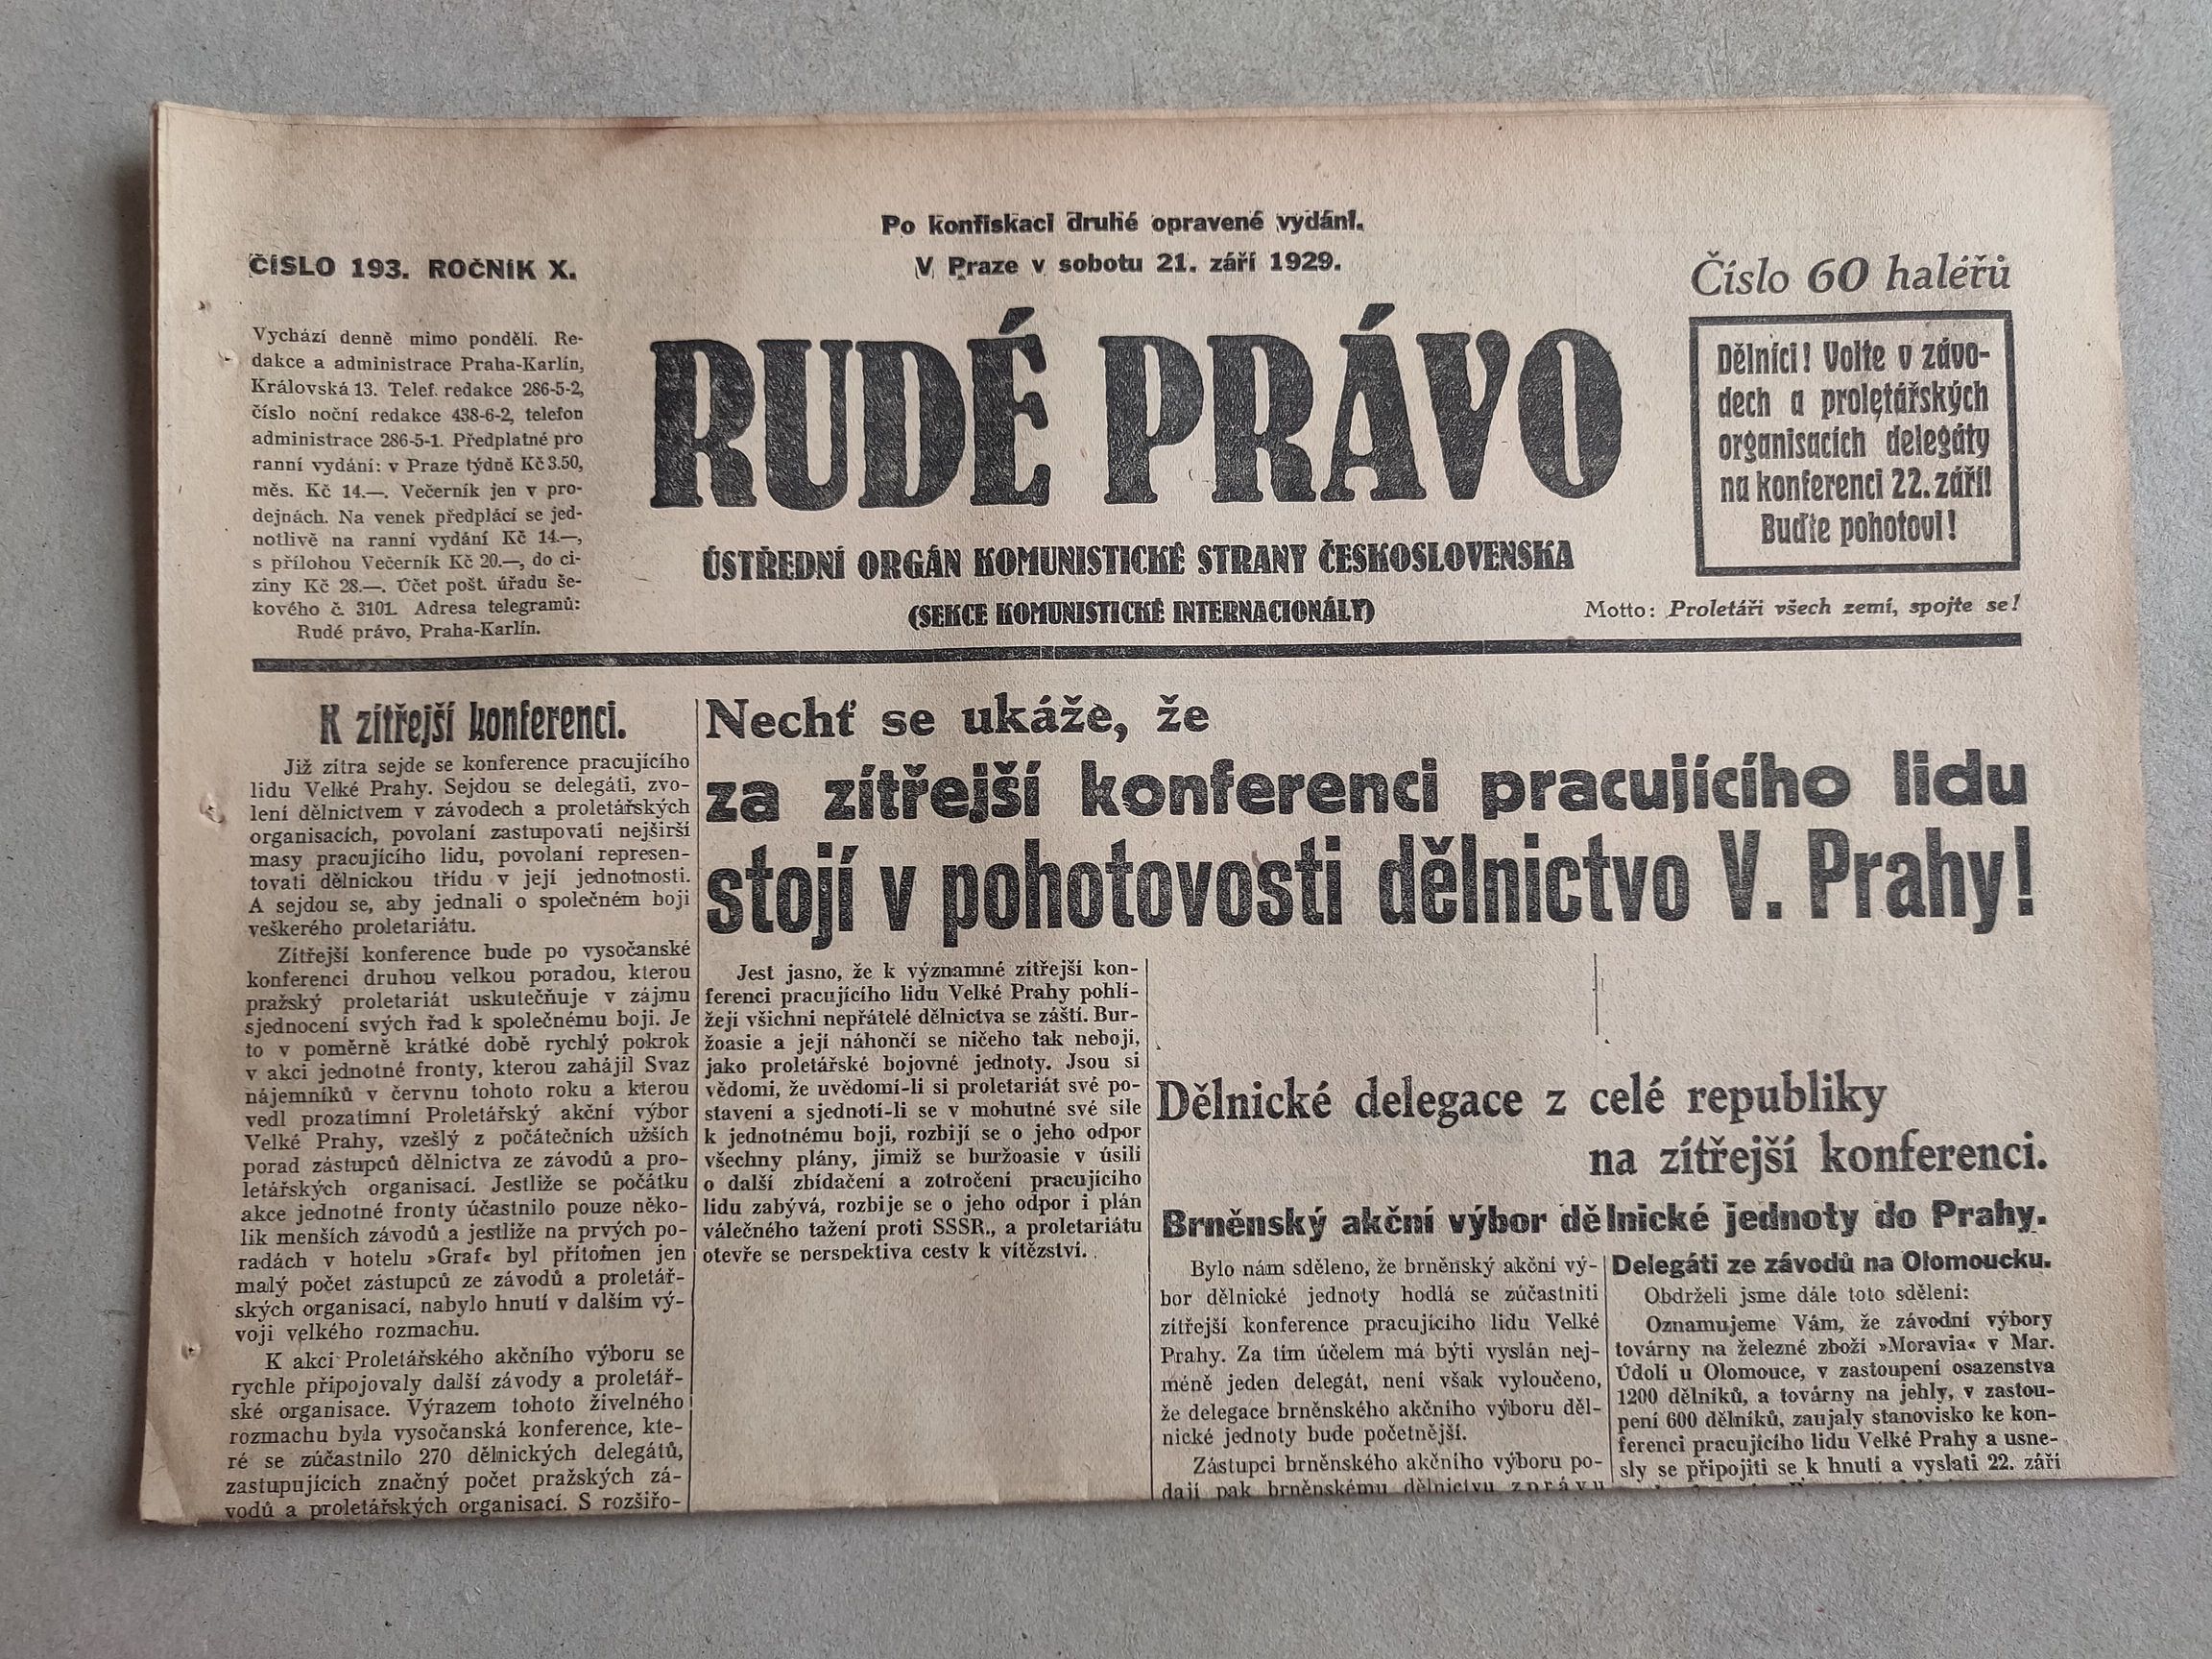 Po konfiskaci druhé opravené vydání.
V Praze v sobotu 21. září 1929.
ČÍSLO 193. ROČNÍK X.
Číslo 60 haléřů
Vychází denně mimo pondělí. Re-
dakce a administrace Praha-Karlín,
Královská 13. Telef. redakce 286-5-2,
číslo noční redakce 438-6-2, telefon
administrace 286-5-1. Předplatné pro
ranní vydání: v Praze týdně Kč 3.50,
měs. Kč 14.—. Večerník jen v pro-
dejnách. Na venek předplácí se jed-
notlivě na ranní vydání Kč 14.—,
s přílohou Večerník Kč 20.—, do ci-
ziny Kč 28.—. Účet pošt. úřadu še-
kového č. 3101. Adresa telegramů:
Rudé právo, Praha-Karlín.
RUDÉ PRÁVO
ÚSTŘEDNÍ ORGÁN KOMUNISTICKÉ STRANY ČESKOSLOVENSKA
(SEKCE KOMUNISTICKÉ INTERNACIONÁLY)
Dělníci! Volte v závo-
dech a proletářských
organisacích delegáty
na konferenci 22. září!
Buďte pohotovi!
Motto: Proletáři všech zemí, spojte se!
K zítřejší konferenci.
Již zítra sejde se konference pracujícího
lidu Velké Prahy. Sejdou se delegáti, zvo-
lení dělnictvem v závodech a proletářských
organisacích, povolaní zastupovati nejširší
masy pracujícího lidu, povolaní represen-
tovati dělnickou třídu v její jednotnosti.
A sejdou se, aby jednali o společném boji
veškerého proletariátu.
Zítřejší konference bude po vysočanské
konferenci druhou velkou poradou, kterou
pražský proletariát uskutečňuje v zájmu
sjednocení svých řad k společnému boji. Je
to v poměrně krátké době rychlý pokrok
v akci jednotné fronty, kterou zahájil Svaz
nájemníků v červnu tohoto roku a kterou
vedl prozatímní Proletářský akční výbor
Velké Prahy, vzešlý z počátečních užších
porad zástupců dělnictva ze závodů a pro-
letářských organisací. Jestliže se počátku
akce jednotné fronty účastnilo pouze něko-
lik menších závodů a jestliže na prvých po-
radách v hotelu »Graf« byl přítomen jen
malý počet zástupců ze závodů a proletář-
ských organisací, nabylo hnutí v dalším vý-
voji velkého rozmachu.
K akci Proletářského akčního výboru se
rychle připojovaly další závody a proletář-
ské organisace. Výrazem tohoto živelného
rozmachu byla vysočanská konference, kte-
ré se zúčastnilo 270 dělnických delegátů,
zastupujících značný počet pražských zá-
vodů a proletářských organisací. S rozšiřo-
Nechť se ukáže, že
za zítřejší konferenci pracujícího lidu
stojí v pohotovosti dělnictvo V. Prahy!
Jest jasno, že k významné zítřejší kon-
ferenci pracujícího lidu Velké Prahy pohlí-
žejí všichni nepřátelé dělnictva se záští. Bur-
žoasie a její náhončí se ničeho tak nebojí,
jako proletářské bojovné jednoty. Jsou si
vědomi, že uvědomí-li si proletariát své po-
stavení a sjednotí-li se v mohutné své síle
k jednotnému boji, rozbijí se o jeho odpor
všechny plány, jimiž se buržoasie v úsilí
o další zbídačení a zotročení pracujícího
lidu zabývá, rozbije se o jeho odpor i plán
válečného tažení proti SSSR., a proletariátu
otevře se perspektiva cesty k vítězství.
Dělnické delegace z celé republiky
na zítřejší konferenci.
Brněnský akční výbor dělnické jednoty do Prahy.
Bylo nám sděleno, že brněnský akční vý-
bor dělnické jednoty hodlá se zúčastniti
zítřejší konference pracujícího lidu Velké
Prahy. Za tím účelem má býti vyslán nej-
méně jeden delegát, není však vyloučeno,
že delegace brněnského akčního výboru děl-
nické jednoty bude početnější.
Zástupci brněnského akčního výboru po-
dají pak brněnskému dělnictvu zprávu
Delegáti ze závodů na Olomoucku.
Obdrželi jsme dále toto sdělení:
Oznamujeme Vám, že závodní výbory
továrny na železné zboží »Moravia« v Mar.
Údolí u Olomouce, v zastoupení osazenstva
1200 dělníků, a továrny na jehly, v zastou-
pení 600 dělníků, zaujaly stanovisko ke kon-
ferenci pracujícího lidu Velké Prahy a usne-
sly se připojiti se k hnutí a vyslati 22. září